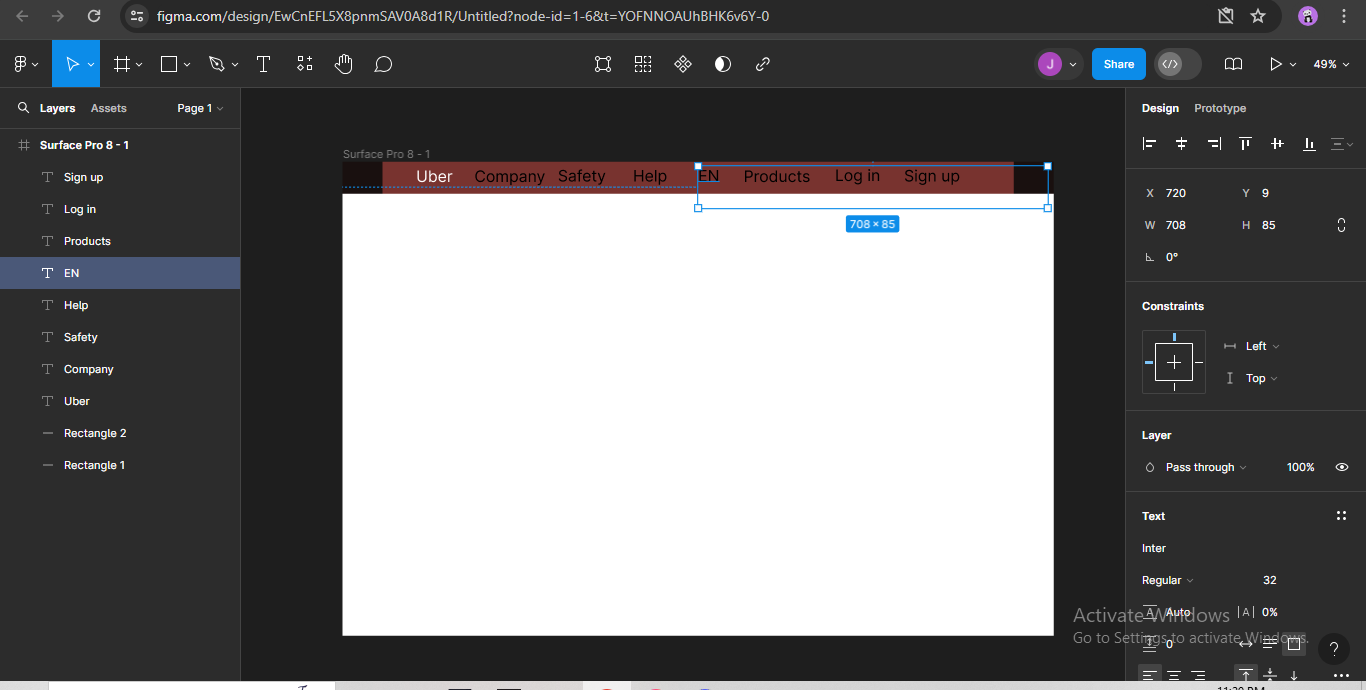 figma.com/design/EwCnEFL5X8pnmSAV0A8d1R/Untitled?node-id=1-6&t=YOFNNOAUhBHK6v6Y-0
J Share 49%
Layers Assets Page 1
Surface Pro 8 - 1
Sign up
Log in
Products
EN
Help
Safety
Company
Uber
Rectangle 2
Rectangle 1
Surface Pro 8 - 1
Uber Company Safety Help EN Products Log in Sign up
708 × 85
Design Prototype
X 720 Y 9
W 708 H 85
0°
Constraints
Left
Top
Layer
Pass through 100%
Text
Inter
Regular 32
A Auto |A| 0%
0
Activate Windows
Go to Settings to activate Windows.
?